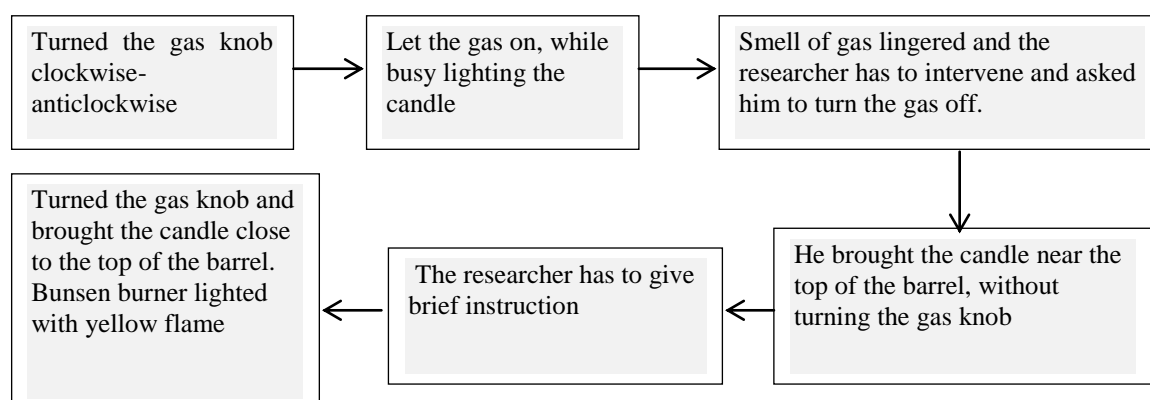 Turned the gas knob
clockwise-
anticlockwise
Let the gas on, while
busy lighting the
candle
Smell of gas lingered and the
researcher has to intervene and asked
him to turn the gas off.
He brought the candle near the
top of the barrel, without
turning the gas knob
The researcher has to give
brief instruction
Turned the gas knob and
brought the candle close
to the top of the barrel.
Bunsen burner lighted
with yellow flame